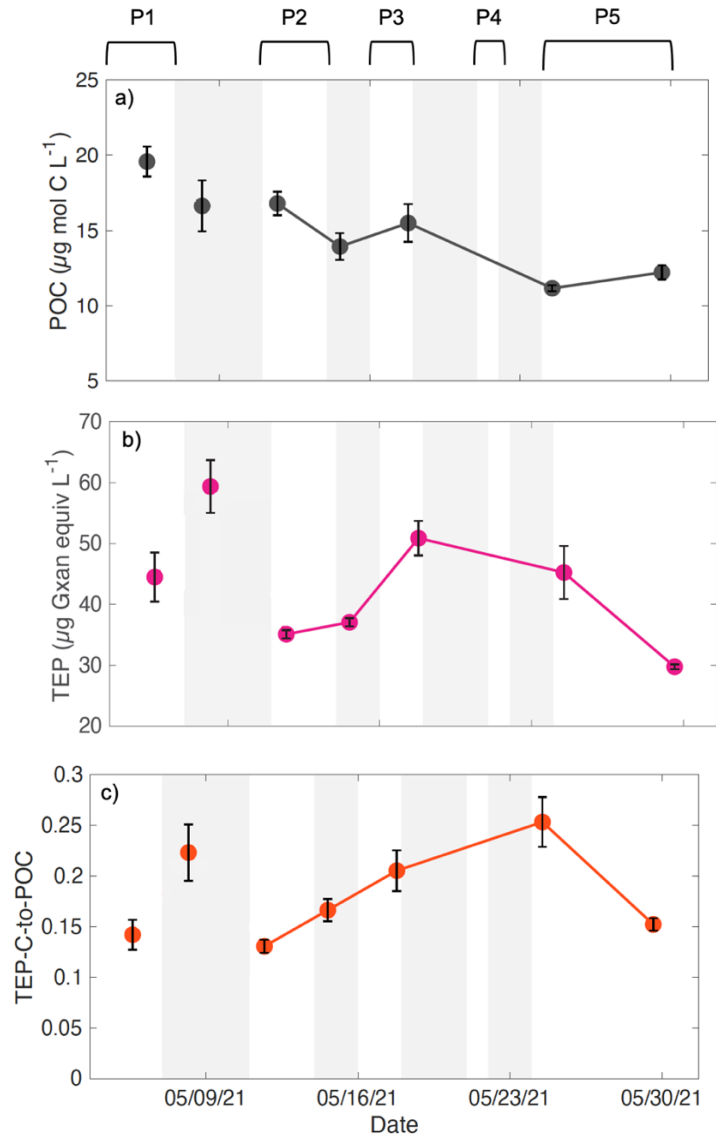 P1 P2 P3 P4 P5
a)
25
20
15
10
5
POC (µg mol C L⁻¹)
b)
70
60
50
40
30
20
TEP (µg Gxan equiv L⁻¹)
c)
0.3
0.25
0.2
0.15
0.1
0.05
0
TEP-C-to-POC
05/09/21 05/16/21 05/23/21 05/30/21
Date